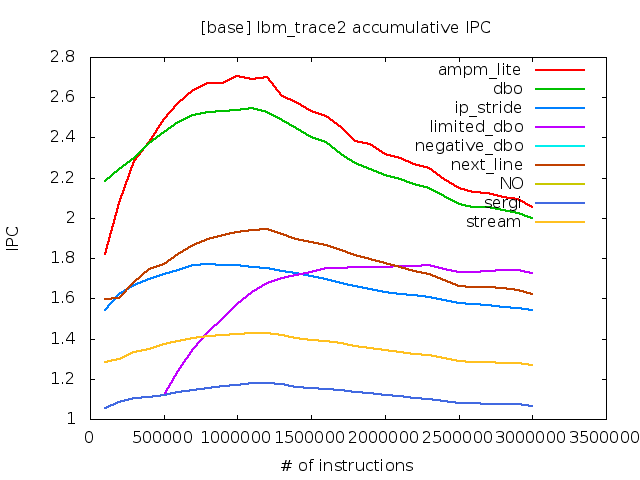 [base] lbm_trace2 accumulative IPC
2.8
2.6
2.4
2.2
2
1.8
1.6
1.4
1.2
1
IPC
ampm_lite
dbo
ip_stride
limited_dbo
negative_dbo
next_line
NO
sergi
stream
0 500000 1000000 1500000 2000000 2500000 3000000 3500000
# of instructions